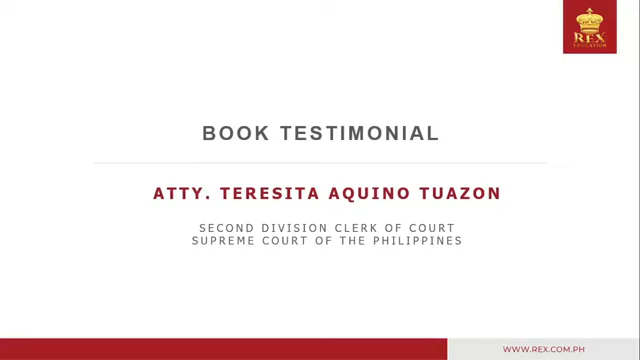 REX
EDUCATION
BOOK TESTIMONIAL
ATTY. TERESITA AQUINO TUAZON
SECOND DIVISION CLERK OF COURT
SUPREME COURT OF THE PHILIPPINES
WWW.REX.COM.PH